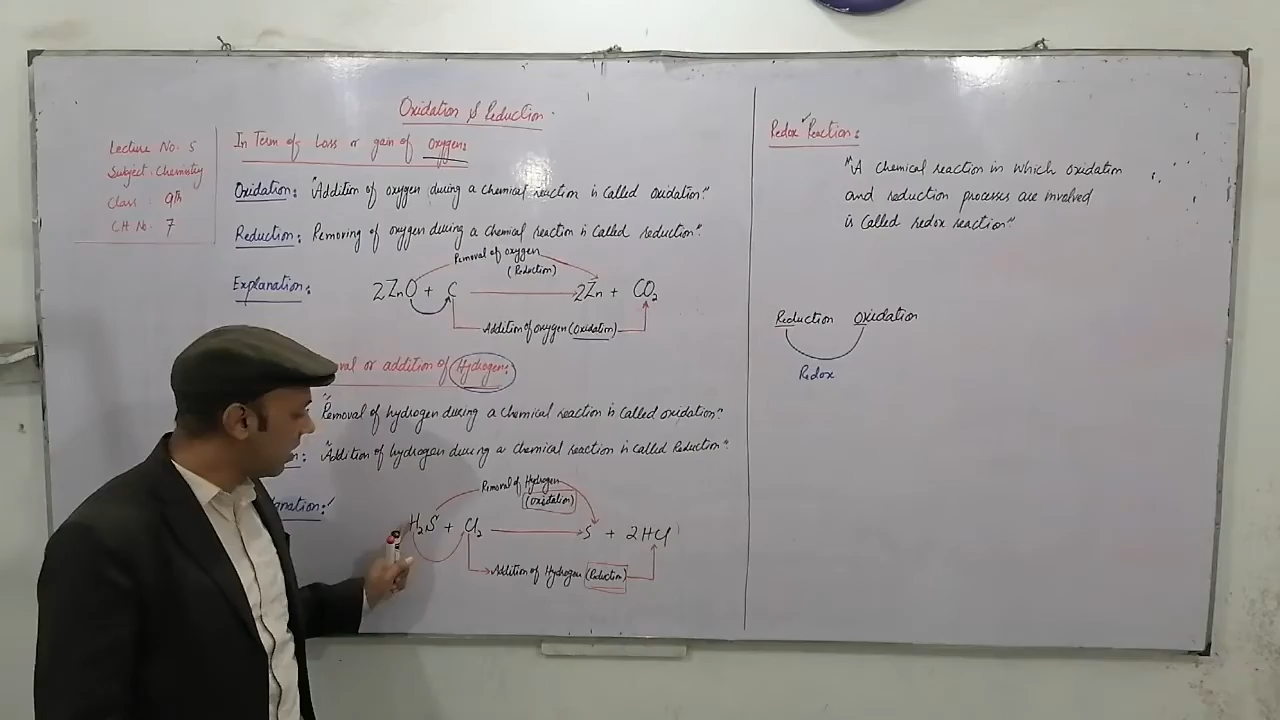 Oxidation & Reduction
Lecture No. 5
Subject: Chemistry
Class: 9th
CH No. 7
In Term of Loss or gain of oxygen:
Oxidation: "Addition of oxygen during a chemical reaction is called oxidation."
Reduction: Removing of oxygen during a chemical reaction is called reduction"
Removal of oxygen
(Reduction)
Explanation: 2ZnO + C → 2Zn + CO₂
Addition of oxygen (Oxidation)
or addition of Hydrogen:
"Removal of hydrogen during a chemical reaction is called oxidation."
"Addition of hydrogen during a chemical reaction is called Reduction"
Removal of Hydrogen
(Oxidation)
H₂S + Cl₂ → S + 2HCl
Addition of Hydrogen (Reduction)
Redox Reaction:
"A chemical reaction in which oxidation
and reduction processes are involved
is called redox reaction"
Reduction Oxidation
Redox